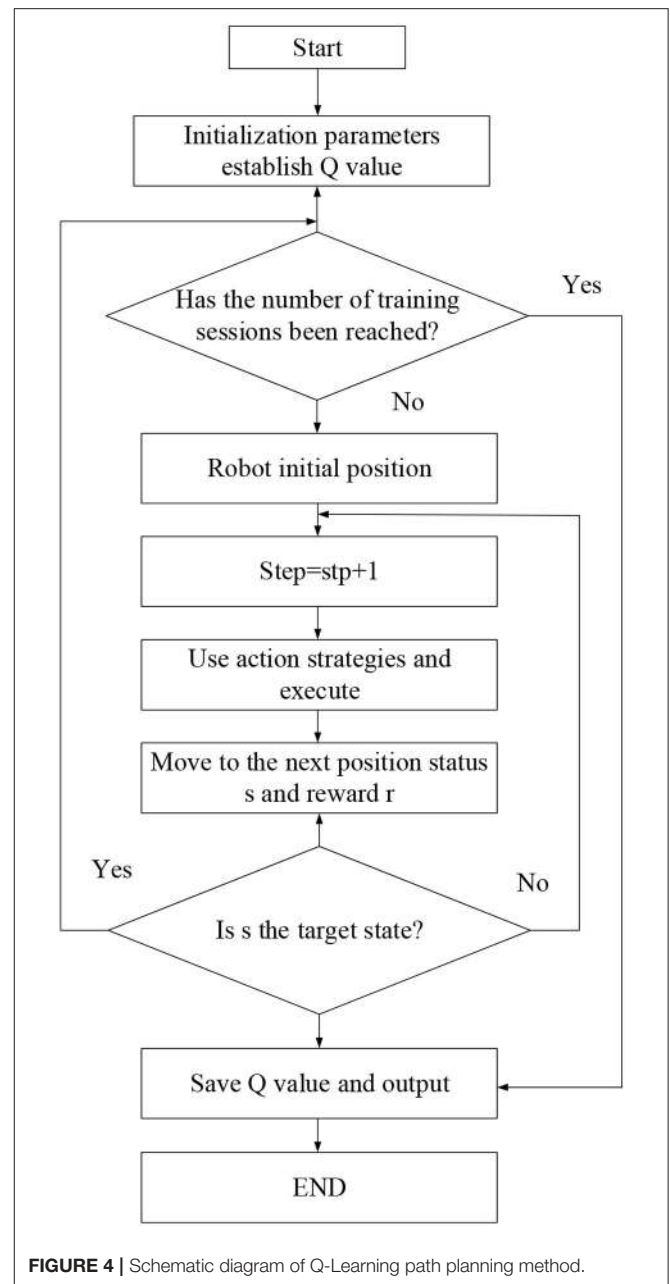 Start
Initialization parameters
establish Q value
Has the number of training
sessions been reached?
Yes
No
Robot initial position
Step=stp+1
Use action strategies and
execute
Move to the next position status
s and reward r
Yes
No
Is s the target state?
Save Q value and output
END
FIGURE 4 | Schematic diagram of Q-Learning path planning method.